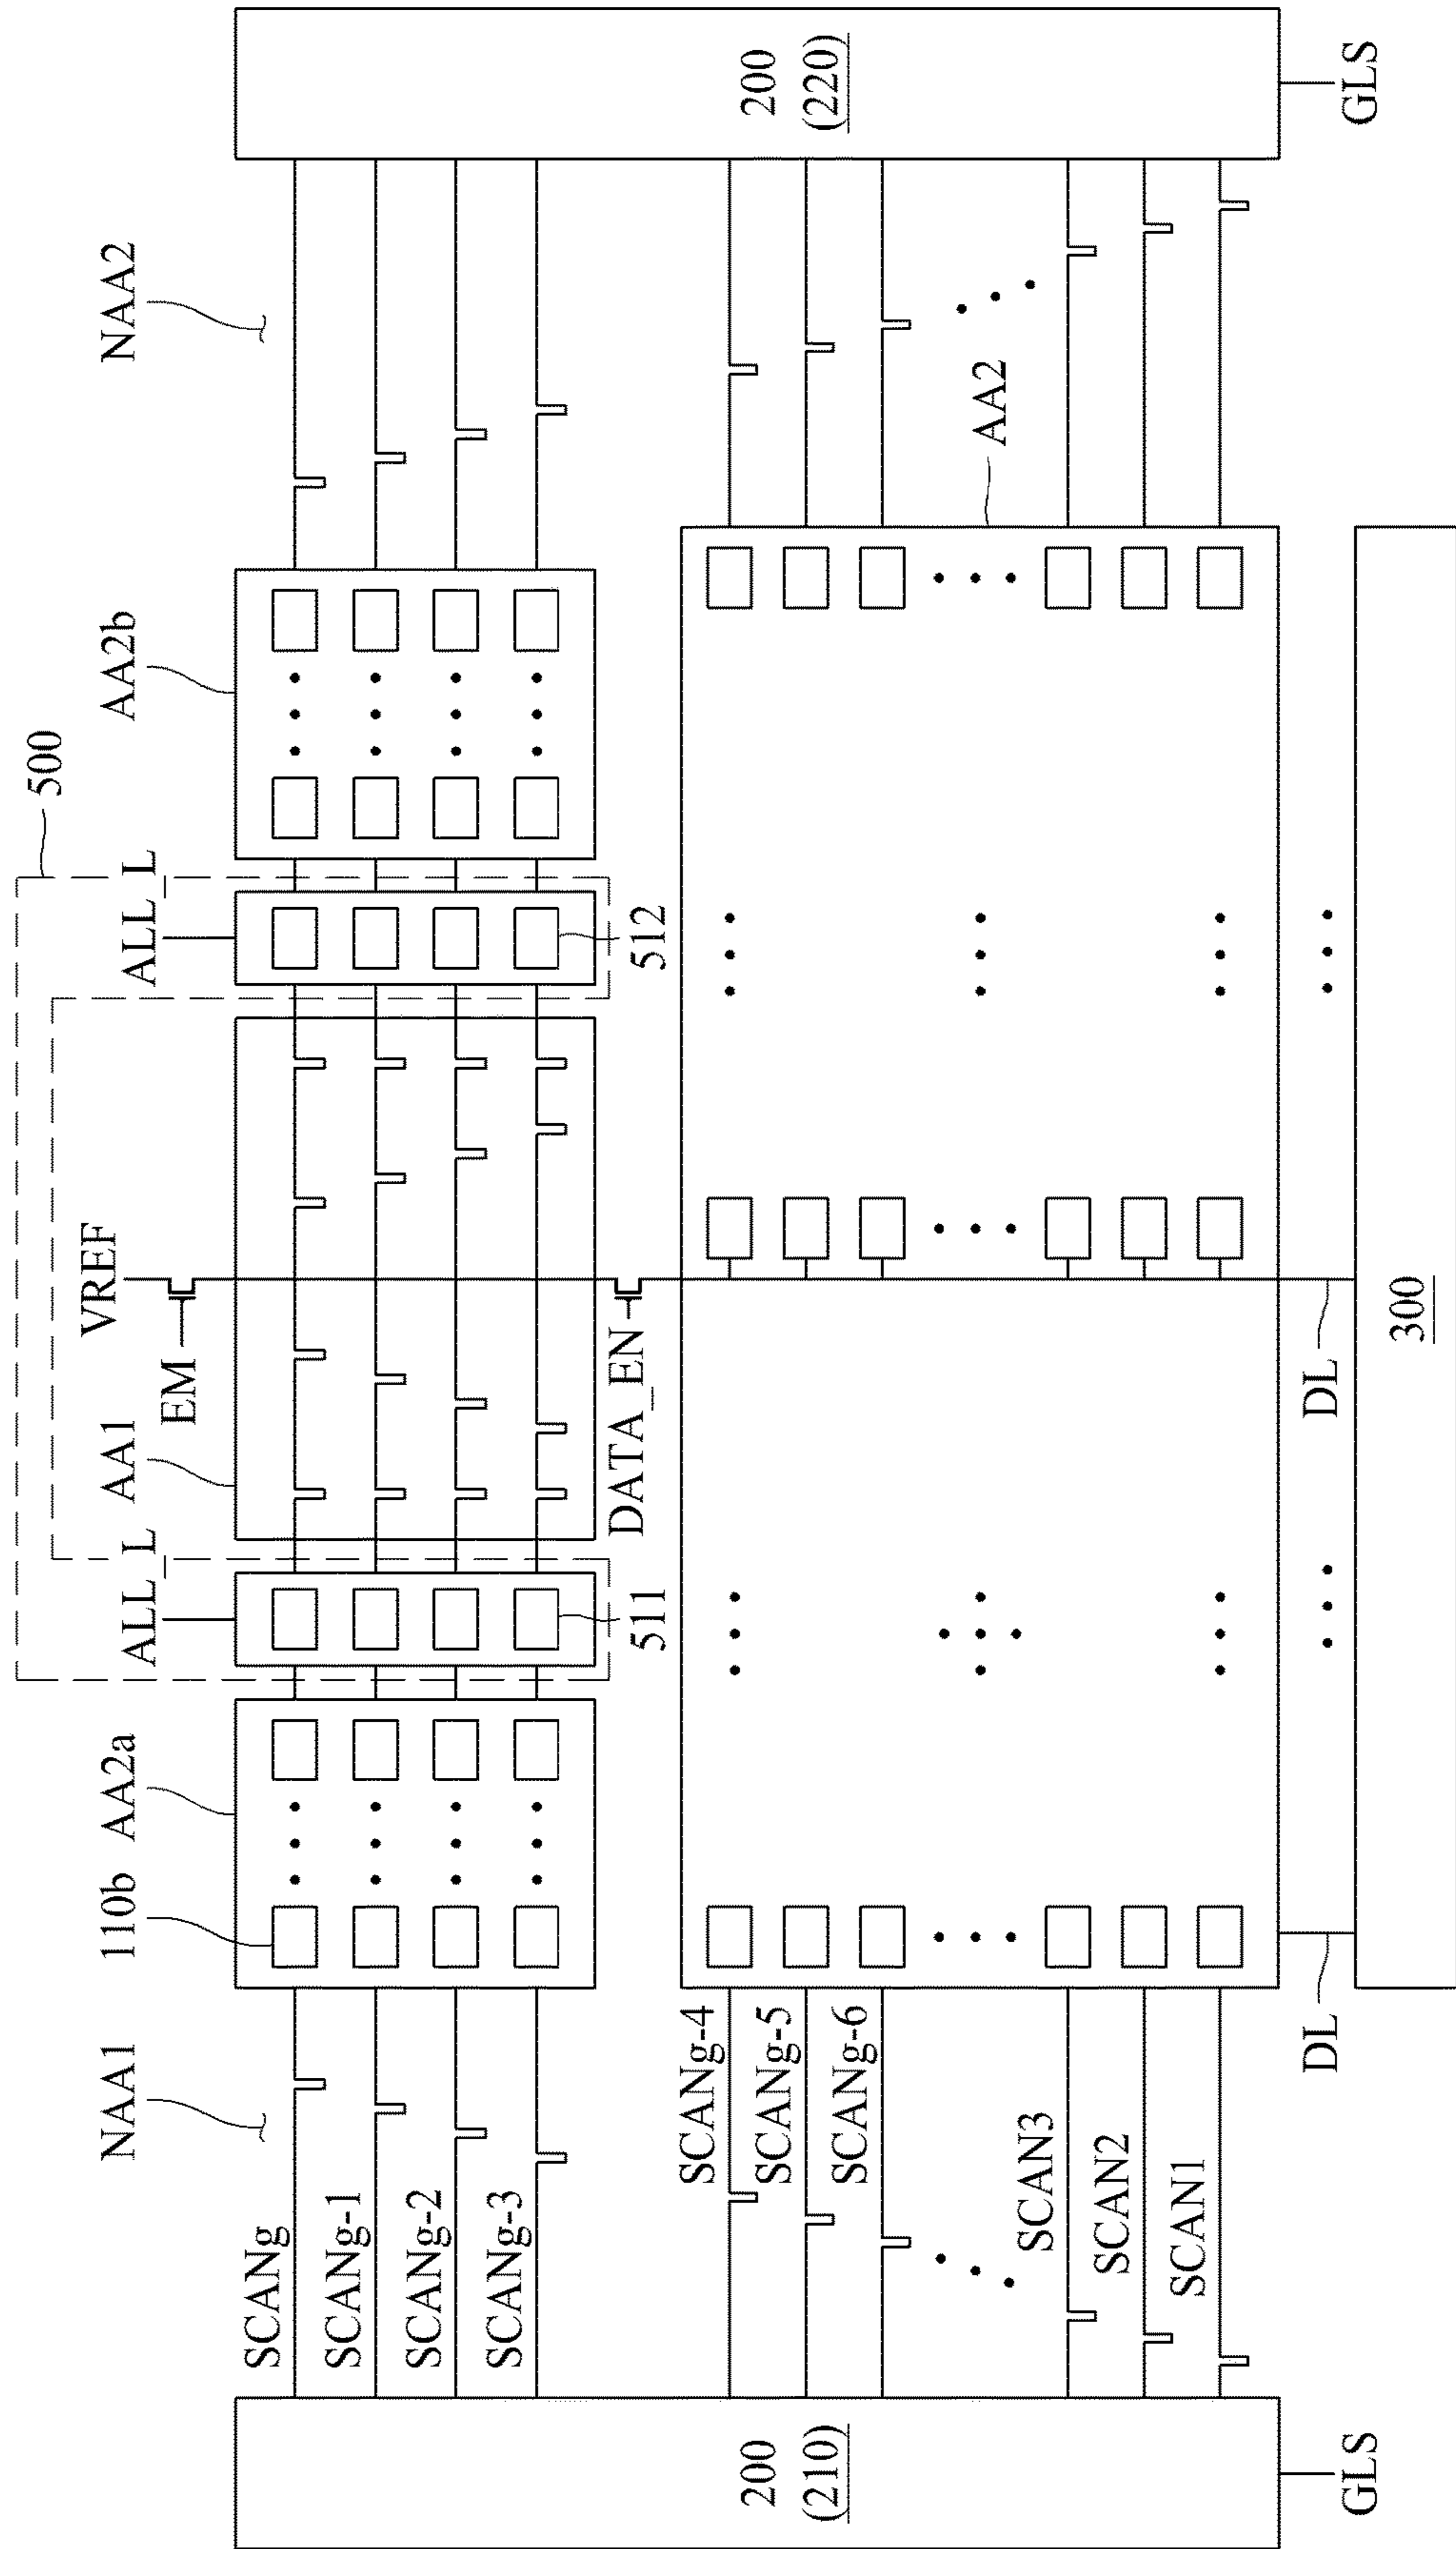 500
VREF
EM
ALL_L
ALL_L
NAA1
110b
AA2a
AA1
AA2b
NAA2
SCANg
SCANg-1
SCANg-2
SCANg-3
511
DATA_EN
512
SCANg-4
SCANg-5
SCANg-6
AA2
200
(210)
200
(220)
SCAN3
SCAN2
SCAN1
GLS
DL
DL
GLS
300